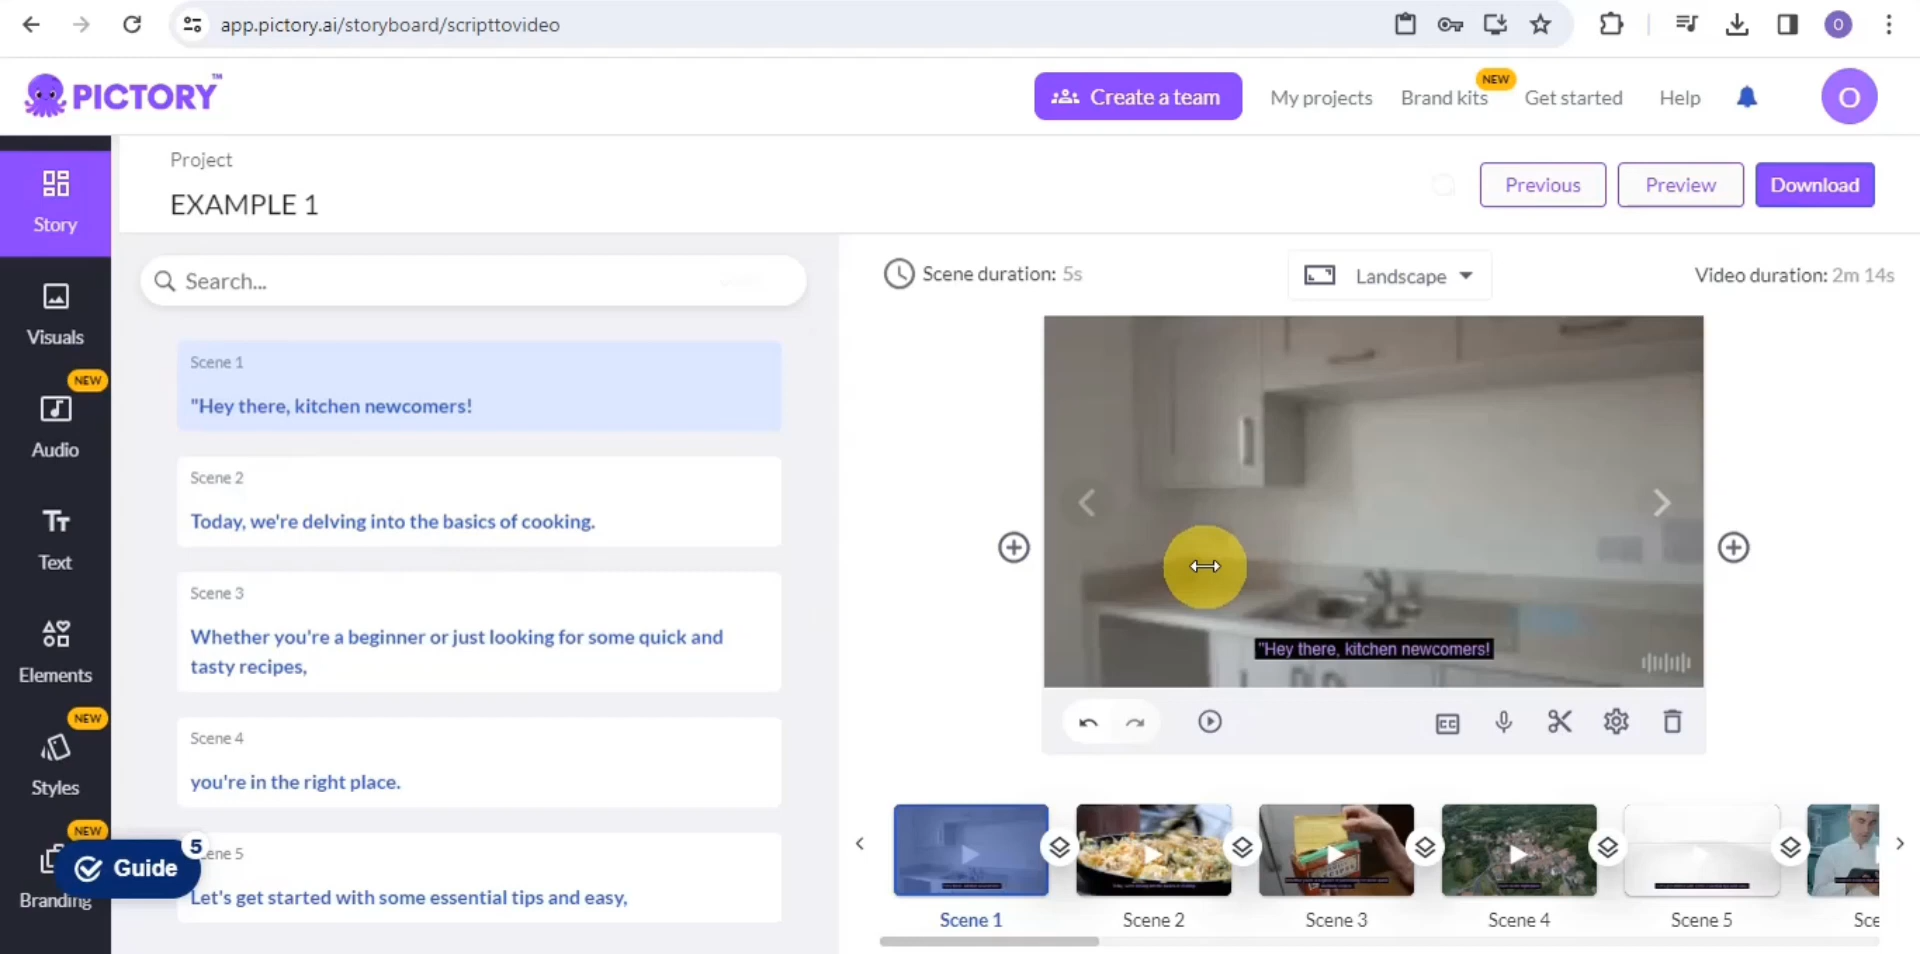 app.pictory.ai/storyboard/scripttovideo
O
PICTORY™
Create a team
My projects
Brand kits
NEW
Get started
Help
O
Story
Visuals
NEW
Audio
Text
Elements
NEW
Styles
NEW
Branding
5
Guide
Project
EXAMPLE 1
Previous
Preview
Download
Search...
Scene 1
"Hey there, kitchen newcomers!
Scene 2
Today, we're delving into the basics of cooking.
Scene 3
Whether you're a beginner or just looking for some quick and
tasty recipes,
Scene 4
you're in the right place.
ene 5
Let's get started with some essential tips and easy,
Scene duration: 5s
Landscape
Video duration: 2m 14s
"Hey there, kitchen newcomers!
CC
Scene 1
Scene 2
Scene 3
Scene 4
Scene 5
Sce